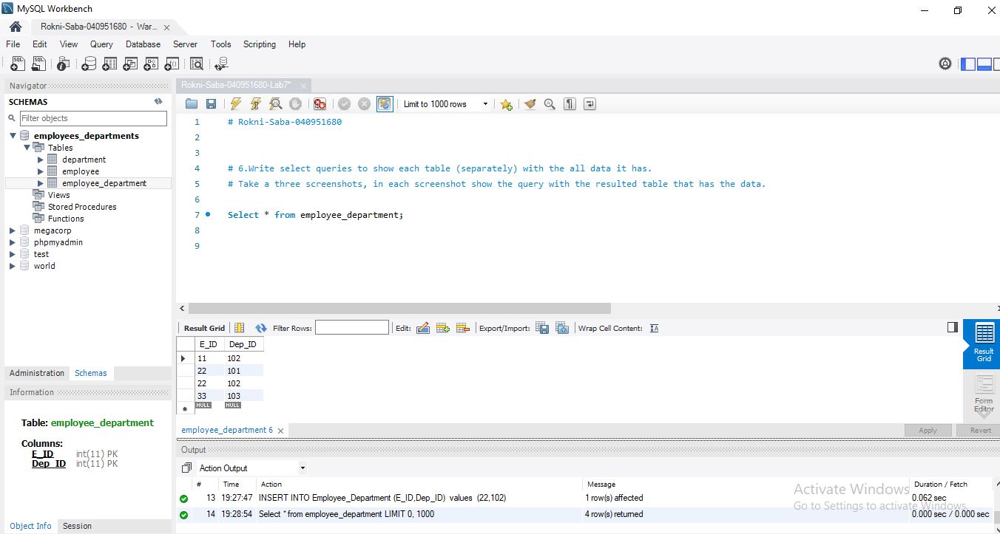 MySQL Workbench
Rokni-Saba-040951680 - War...
File Edit View Query Database Server Tools Scripting Help
Navigator
SCHEMAS
Filter objects
employees_departments
Tables
department
employee
employee_department
Views
Stored Procedures
Functions
megacorp
phpmyadmin
test
world
Administration Schemas
Information
Table: employee_department
Columns:
E_ID int(11) PK
Dep_ID int(11) PK
Object Info Session
Rokni-Saba-040951680-Lab7*
Limit to 1000 rows
1 # Rokni-Saba-040951680
2
3
4 # 6.Write select queries to show each table (separately) with the all data it has.
5 # Take a three screenshots, in each screenshot show the query with the resulted table that has the data.
6
7 Select * from employee_department;
8
9
Result Grid Filter Rows: Edit: Export/Import: Wrap Cell Content:
E_ID Dep_ID
11 102
22 101
22 102
33 103
NULL NULL
Result Grid
Form Editor
employee_department 6 Apply Revert
Output
Action Output
# Time Action Message Duration / Fetch
13 19:27:47 INSERT INTO Employee_Department (E_ID,Dep_ID) values (22,102) 1 row(s) affected 0.062 sec
14 19:28:54 Select * from employee_department LIMIT 0, 1000 4 row(s) returned 0.000 sec / 0.000 sec
Activate Windows
Go to Settings to activate Windows.